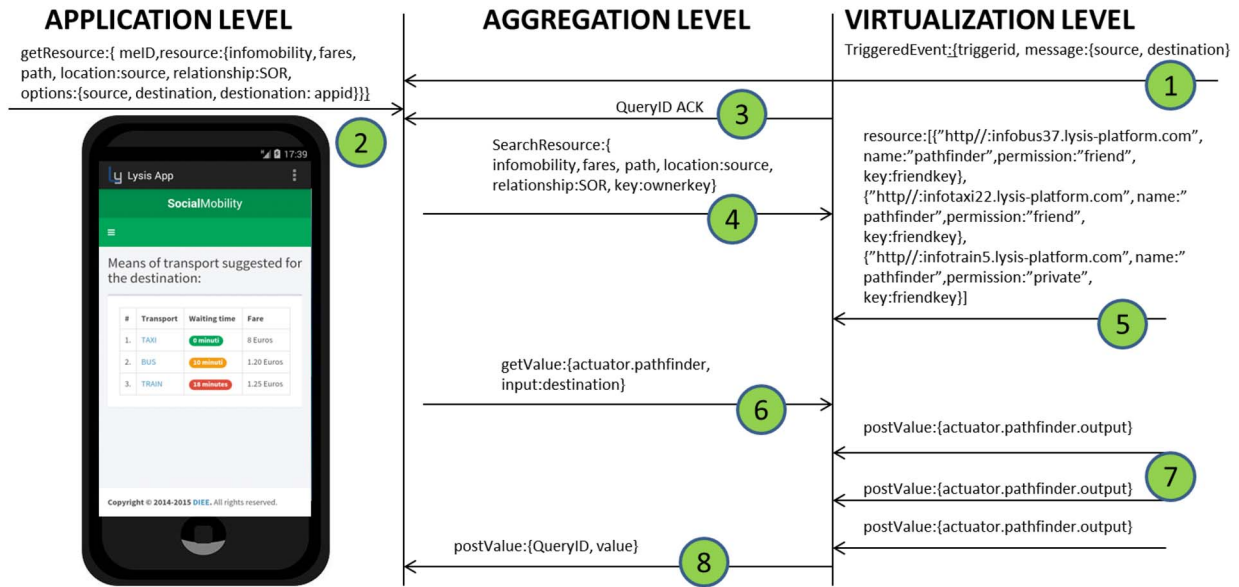 APPLICATION LEVEL
AGGREGATION LEVEL
VIRTUALIZATION LEVEL
getResource:{ meID,resource:{infomobility, fares,
path, location:source, relationship:SOR,
options:{source, destination, destionation: appid}}}
TriggeredEvent:{triggerid, message:{source, destination}
1
2
QueryID ACK
3
SearchResource:{
infomobility, fares, path, location:source,
relationship:SOR, key:ownerkey}
4
resource:[{"http//:infobus37.lysis-platform.com",
name:"pathfinder",permission:"friend",
key:friendkey},
{"http//:infotaxi22.lysis-platform.com", name:"
pathfinder",permission:"friend",
key:friendkey},
{"http//:infotrain5.lysis-platform.com", name:"
pathfinder",permission:"private",
key:friendkey}]
5
17:39
Lysis App
SocialMobility
Means of transport suggested for
the destination:
# Transport Waiting time Fare
1. TAXI 0 minuti 8 Euros
2. BUS 10 minuti 1.20 Euros
3. TRAIN 18 minutes 1.25 Euros
Copyright © 2014-2015 DIEE. All rights reserved.
getValue:{actuator.pathfinder,
input:destination}
6
postValue:{actuator.pathfinder.output}
7
postValue:{actuator.pathfinder.output}
postValue:{actuator.pathfinder.output}
postValue:{QueryID, value}
8